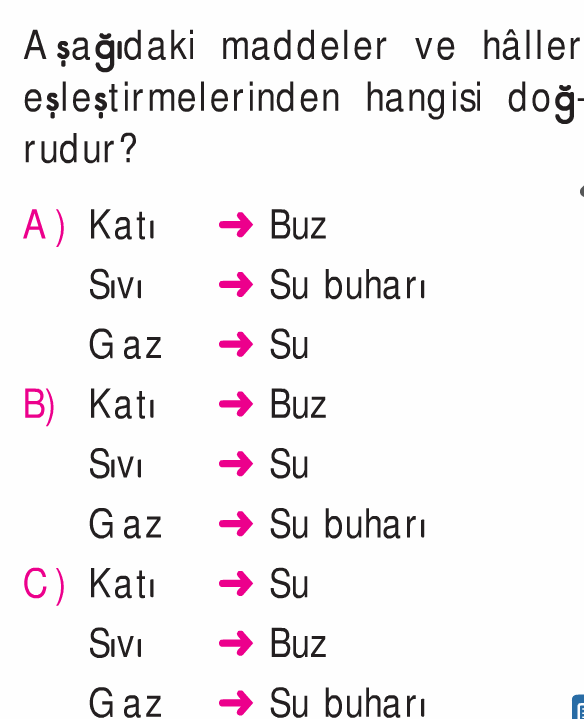 Aşağıdaki maddeler ve hâller
eşleştirmelerinden hangisi doğ-
rudur?
A) Katı → Buz
Sıvı → Su buharı
Gaz → Su
B) Katı → Buz
Sıvı → Su
Gaz → Su buharı
C) Katı → Su
Sıvı → Buz
Gaz → Su buharı